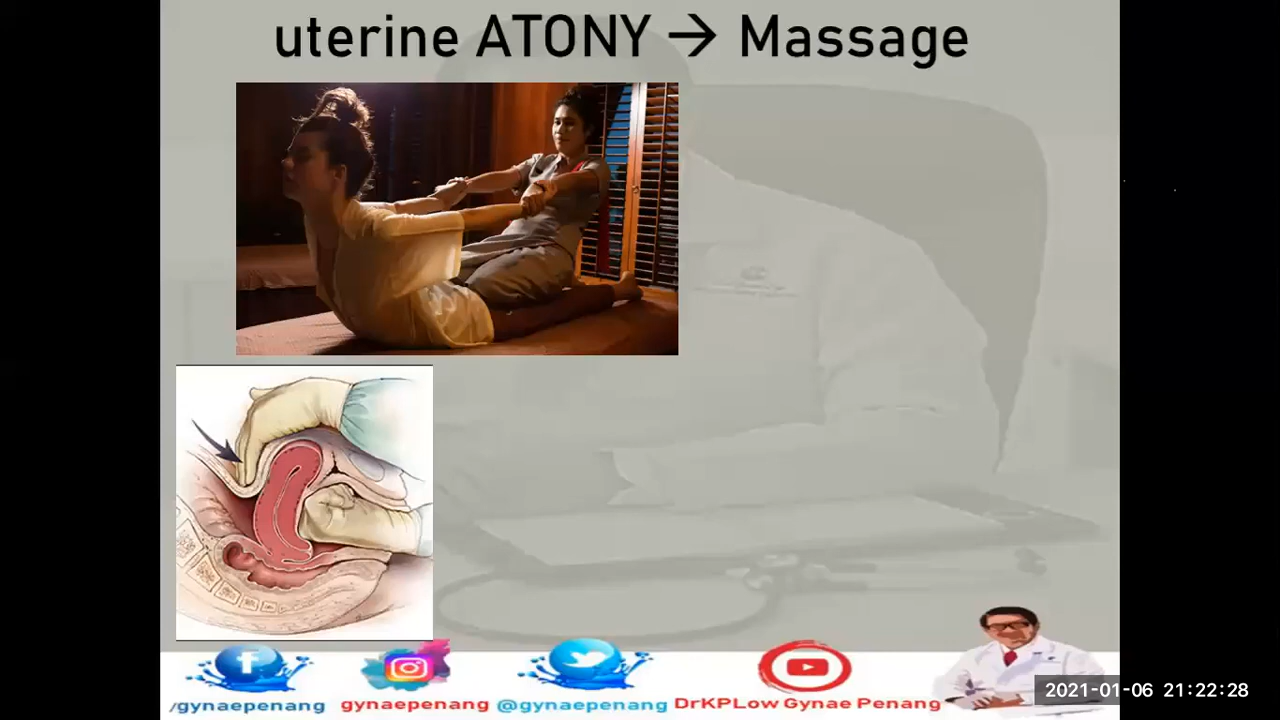 uterine ATONY → Massage
/gynaepenang gynaepenang @gynaepenang DrKPLow Gynae Penang
2021-01-06 21:22:28